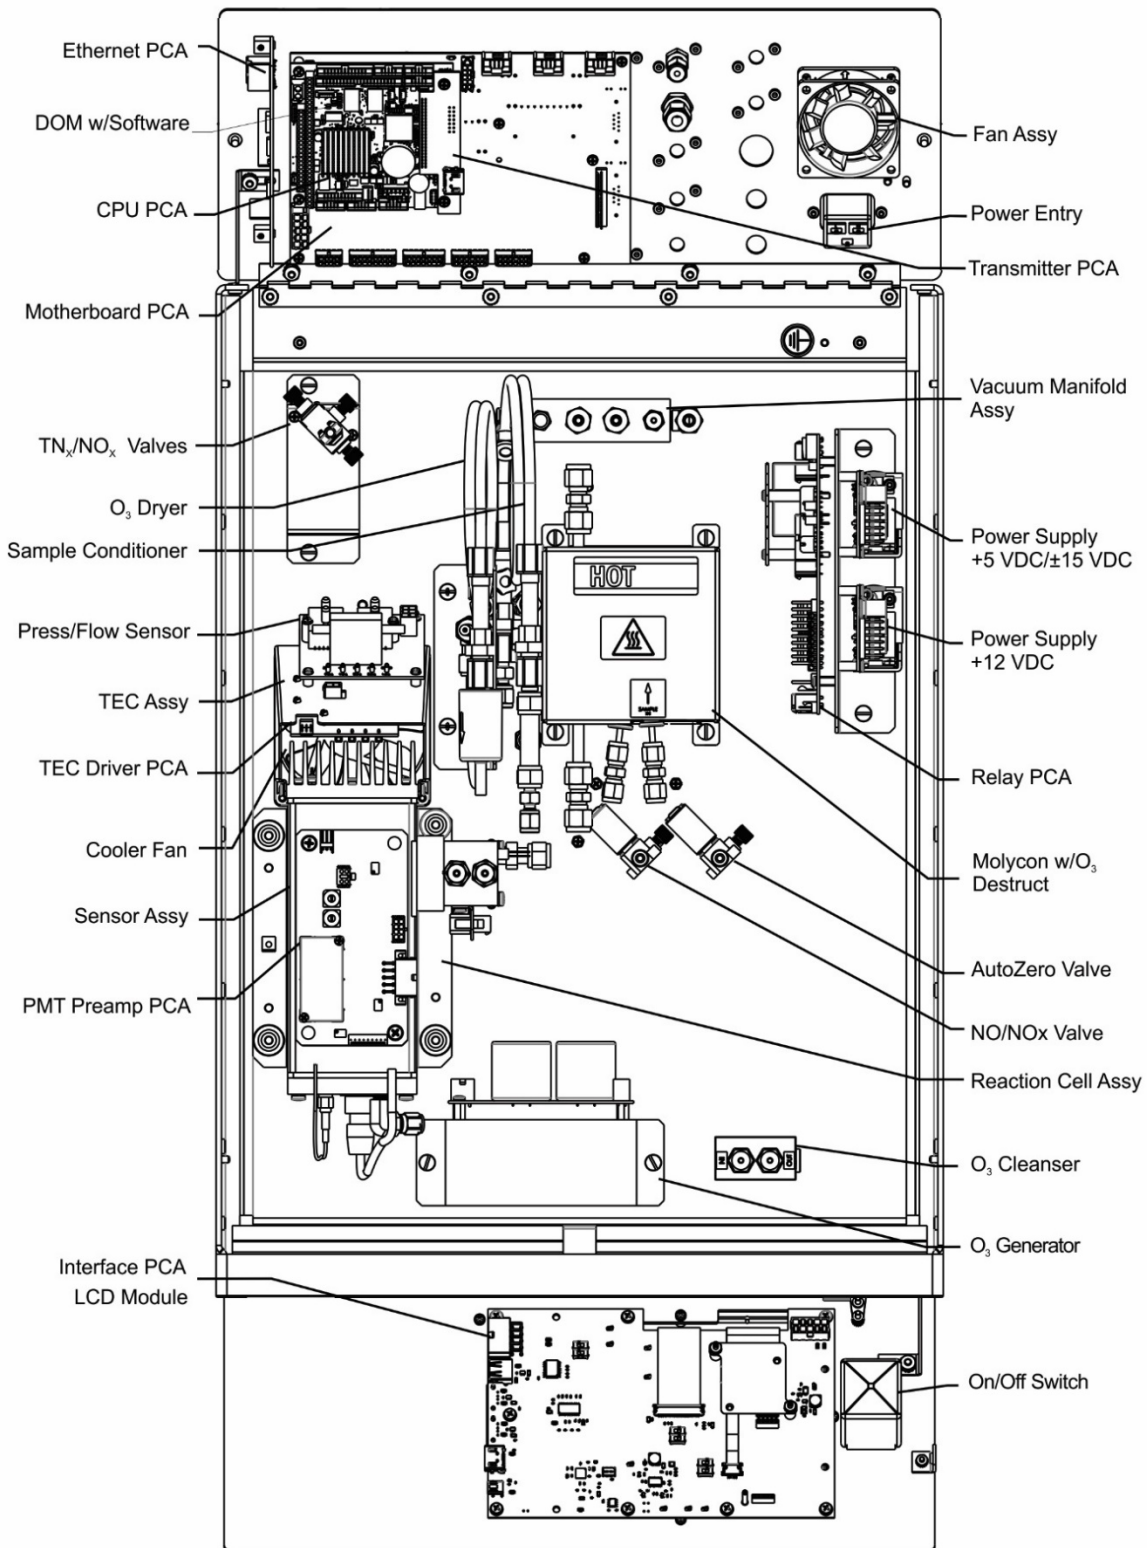 Ethernet PCA
DOM w/Software
CPU PCA
Motherboard PCA
TNₓ/NOₓ Valves
O₃ Dryer
Sample Conditioner
Press/Flow Sensor
TEC Assy
TEC Driver PCA
Cooler Fan
Sensor Assy
PMT Preamp PCA
Interface PCA
LCD Module
HOT
SAMPLE
IN
OUT
Fan Assy
Power Entry
Transmitter PCA
Vacuum Manifold
Assy
Power Supply
+5 VDC/±15 VDC
Power Supply
+12 VDC
Relay PCA
Molycon w/O₃
Destruct
AutoZero Valve
NO/NOx Valve
Reaction Cell Assy
O₃ Cleanser
O₃ Generator
On/Off Switch